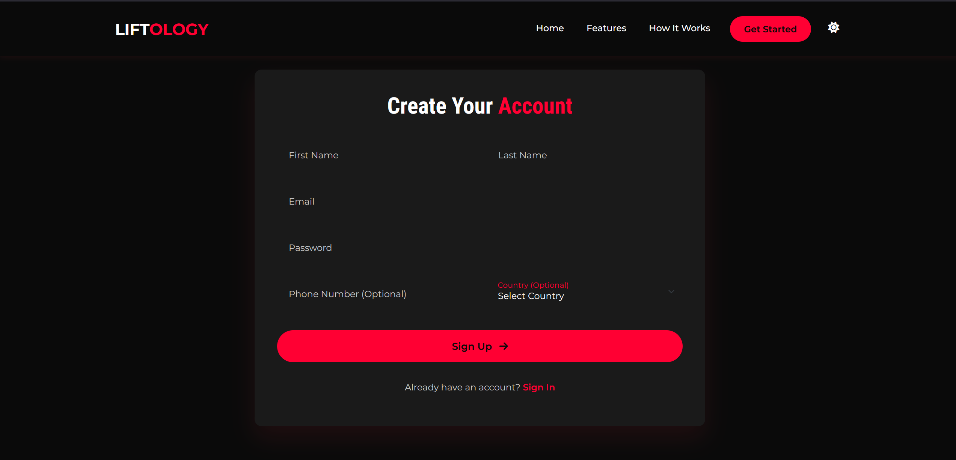 LIFTOLOGY
Home Features How It Works Get Started
Create Your Account
First Name Last Name
Email
Password
Phone Number (Optional) Country (Optional)
Select Country
Sign Up →
Already have an account? Sign In